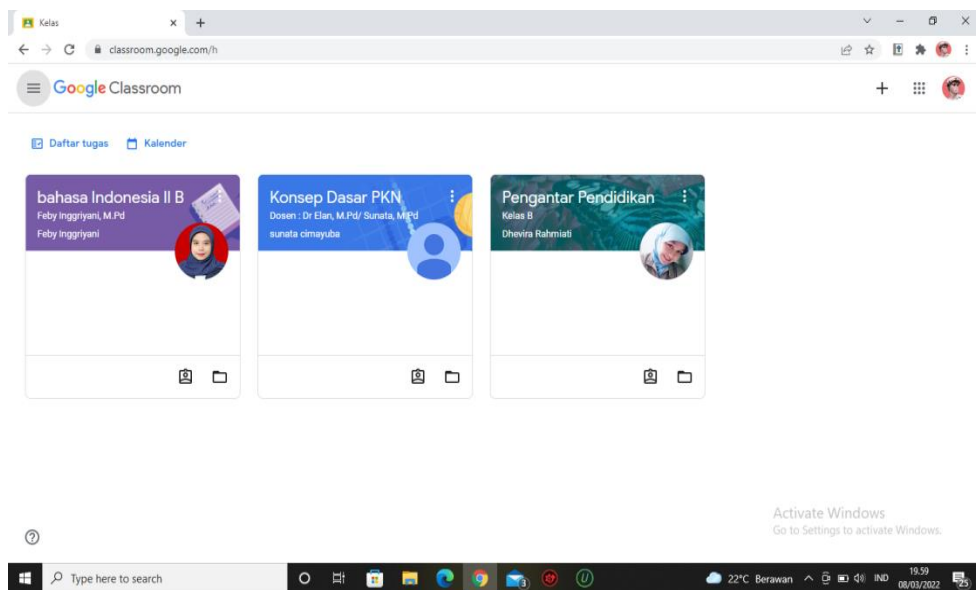 Kelas
classroom.google.com/h
Google Classroom
Daftar tugas Kalender
bahasa Indonesia II B
Feby Inggriyani, M.Pd
Feby Inggriyani
Konsep Dasar PKN
Dosen : Dr Elan, M.Pd/ Sunata, M.Pd
sunata cimayuba
Pengantar Pendidikan
Kelas B
Dhevira Rahmiati
Activate Windows
Go to Settings to activate Windows.
Type here to search
3
22°C Berawan
IND
19.59
08/03/2022
25